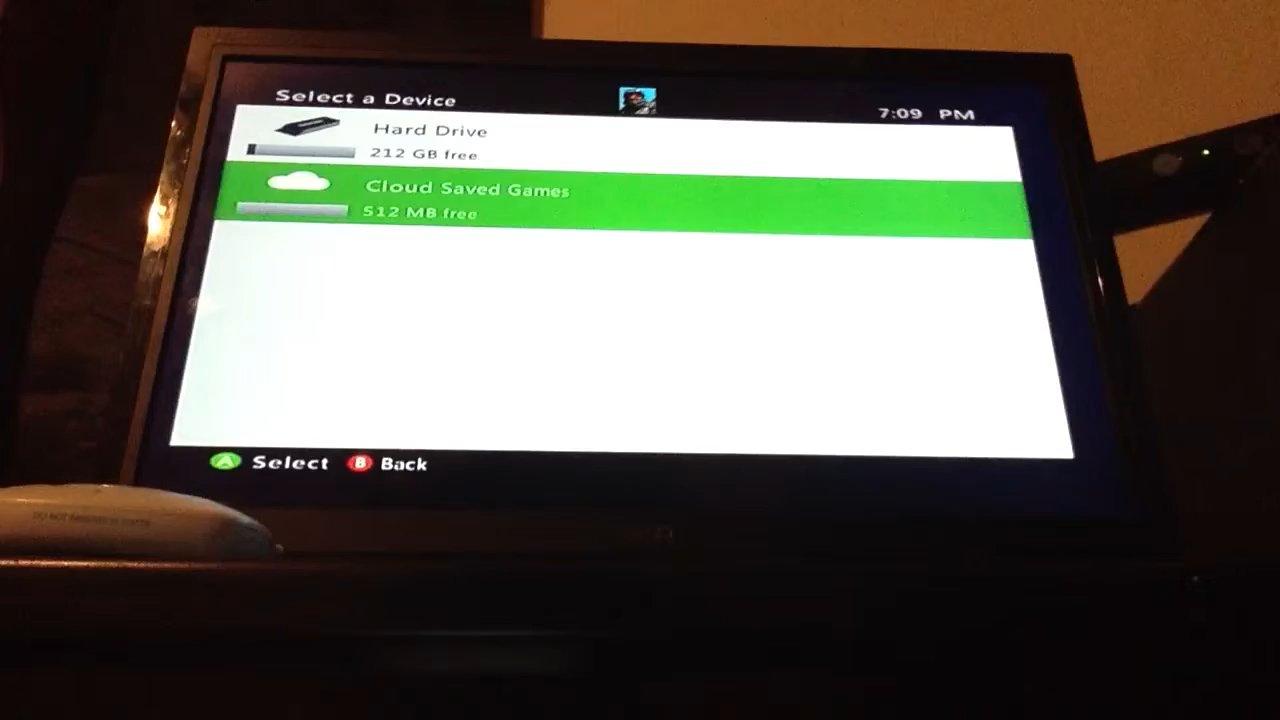 Select a Device
7:09 PM
Hard Drive
212 GB free
Cloud Saved Games
512 MB free
A Select B Back